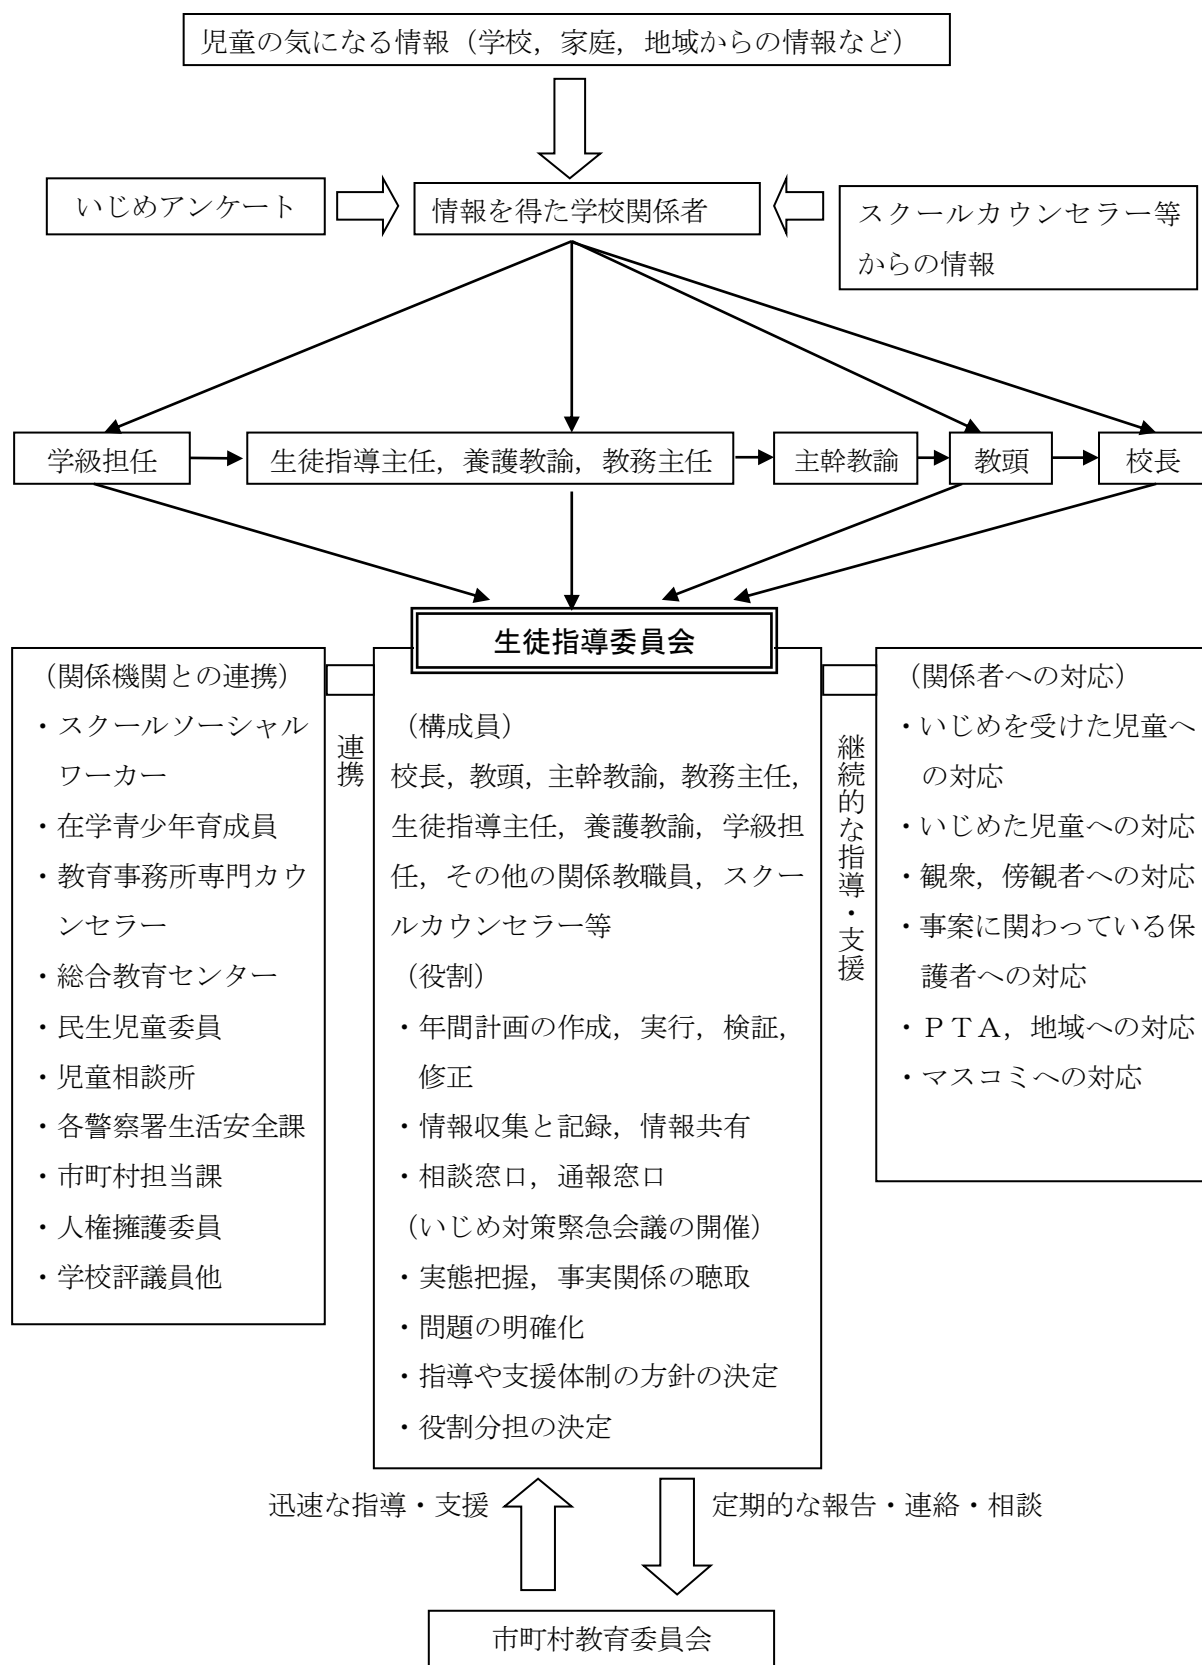 児童の気になる情報（学校，家庭，地域からの情報など）
いじめアンケート
情報を得た学校関係者
スクールカウンセラー等
からの情報
学級担任
生徒指導主任，養護教諭，教務主任
主幹教諭
教頭
校長
生徒指導委員会
（関係機関との連携）
・スクールソーシャル
ワーカー
・在学青少年育成員
・教育事務所専門カウ
ンセラー
・総合教育センター
・民生児童委員
・児童相談所
・各警察署生活安全課
・市町村担当課
・人権擁護委員
・学校評議員他
連携
（構成員）
校長，教頭，主幹教諭，教務主任，
生徒指導主任，養護教諭，学級担
任，その他の関係教職員，スクー
ルカウンセラー等
（役割）
・年間計画の作成，実行，検証，
修正
・情報収集と記録，情報共有
・相談窓口，通報窓口
（いじめ対策緊急会議の開催）
・実態把握，事実関係の聴取
・問題の明確化
・指導や支援体制の方針の決定
・役割分担の決定
継続的な指導・支援
（関係者への対応）
・いじめを受けた児童へ
の対応
・いじめた児童への対応
・観衆，傍観者への対応
・事案に関わっている保
護者への対応
・ＰＴＡ，地域への対応
・マスコミへの対応
迅速な指導・支援
定期的な報告・連絡・相談
市町村教育委員会